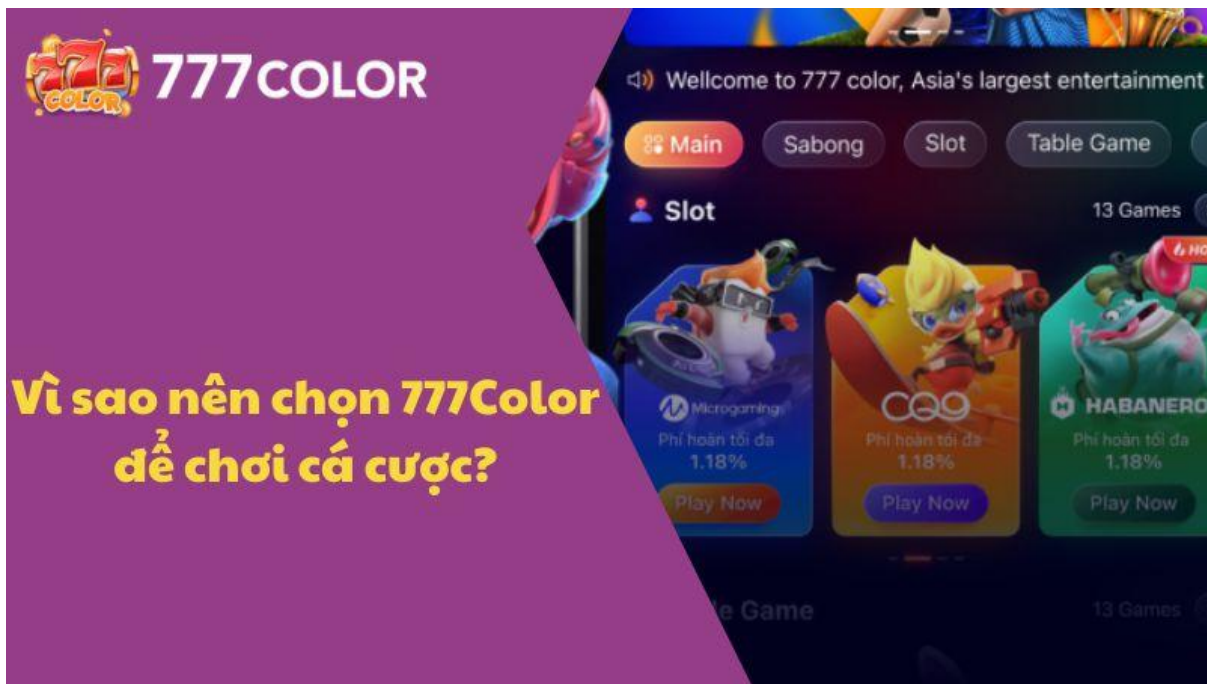 777 COLOR
777COLOR
Vì sao nên chọn 777Color
để chơi cá cược?
Wellcome to 777 color, Asia's largest entertainment
Main Sabong Slot Table Game
Slot 13 Games
Microgaming CQ9 HABANERO
Phí hoàn tối đa Phí hoàn tối đa Phí hoàn tối đa
1.18% 1.18% 1.18%
Play Now Play Now Play Now
Game 13 Games